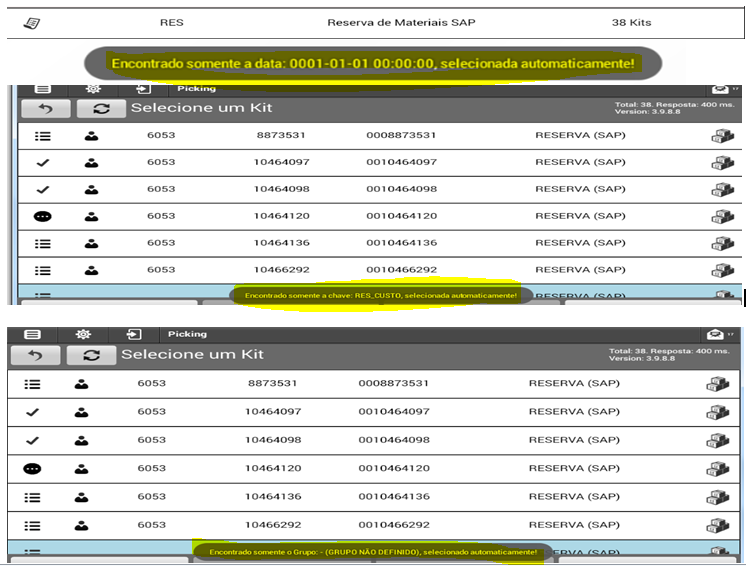 RES Reserva de Materiais SAP 38 Kits
Encontrado somente a data: 0001-01-01 00:00:00, selecionada automaticamente!
Picking
Selecione um Kit Total: 38. Resposta: 400 ms.
Version: 3.9.8.8
6053 8873531 0008873531 RESERVA (SAP)
6053 10464097 0010464097 RESERVA (SAP)
6053 10464098 0010464098 RESERVA (SAP)
6053 10464120 0010464120 RESERVA (SAP)
6053 10464136 0010464136 RESERVA (SAP)
6053 10466292 0010466292 RESERVA (SAP)
Encontrado somente a chave: RES_CUSTO, selecionada automaticamente! RESERVA (SAP)
Picking
Selecione um Kit Total: 38. Resposta: 400 ms.
Version: 3.9.8.8
6053 8873531 0008873531 RESERVA (SAP)
6053 10464097 0010464097 RESERVA (SAP)
6053 10464098 0010464098 RESERVA (SAP)
6053 10464120 0010464120 RESERVA (SAP)
6053 10464136 0010464136 RESERVA (SAP)
6053 10466292 0010466292 RESERVA (SAP)
Encontrado somente o Grupo: - (GRUPO NÃO DEFINIDO), selecionado automaticamente!